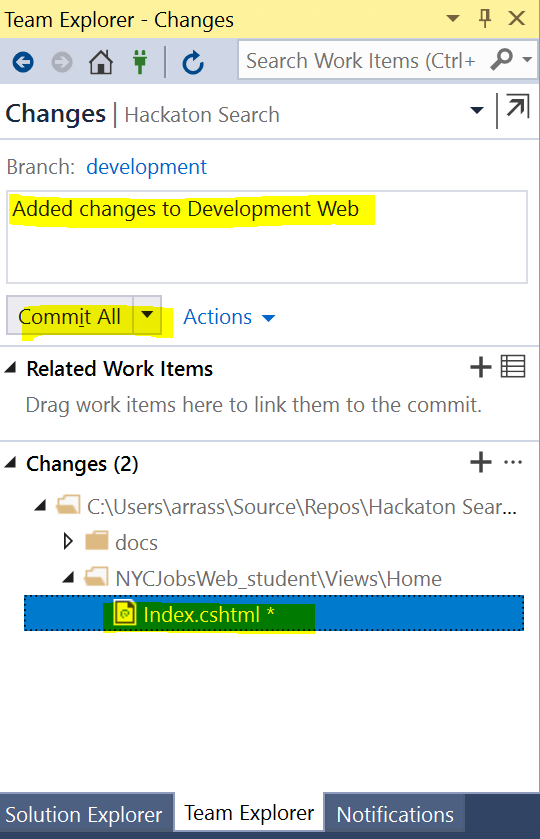 Team Explorer - Changes
Search Work Items (Ctrl+
Changes | Hackaton Search
Branch: development
Added changes to Development Web
Commit All Actions
Related Work Items
Drag work items here to link them to the commit.
Changes (2)
C:\Users\arrass\Source\Repos\Hackaton Sear...
docs
NYCJobsWeb_student\Views\Home
Index.cshtml *
Solution Explorer Team Explorer Notifications